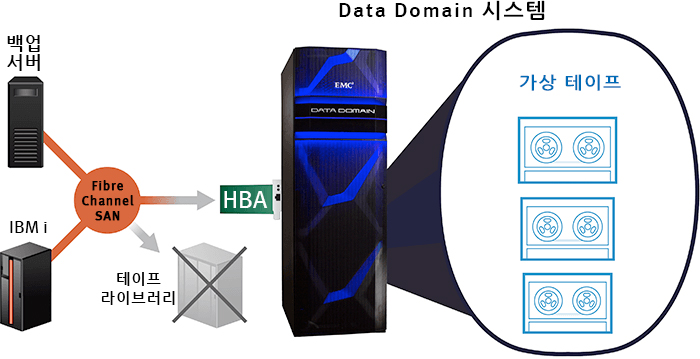 Data Domain 시스템
백업
서버
IBM i
Fibre
Channel
SAN
테이프
라이브러리
HBA
EMC²
DATA DOMAIN
가상 테이프